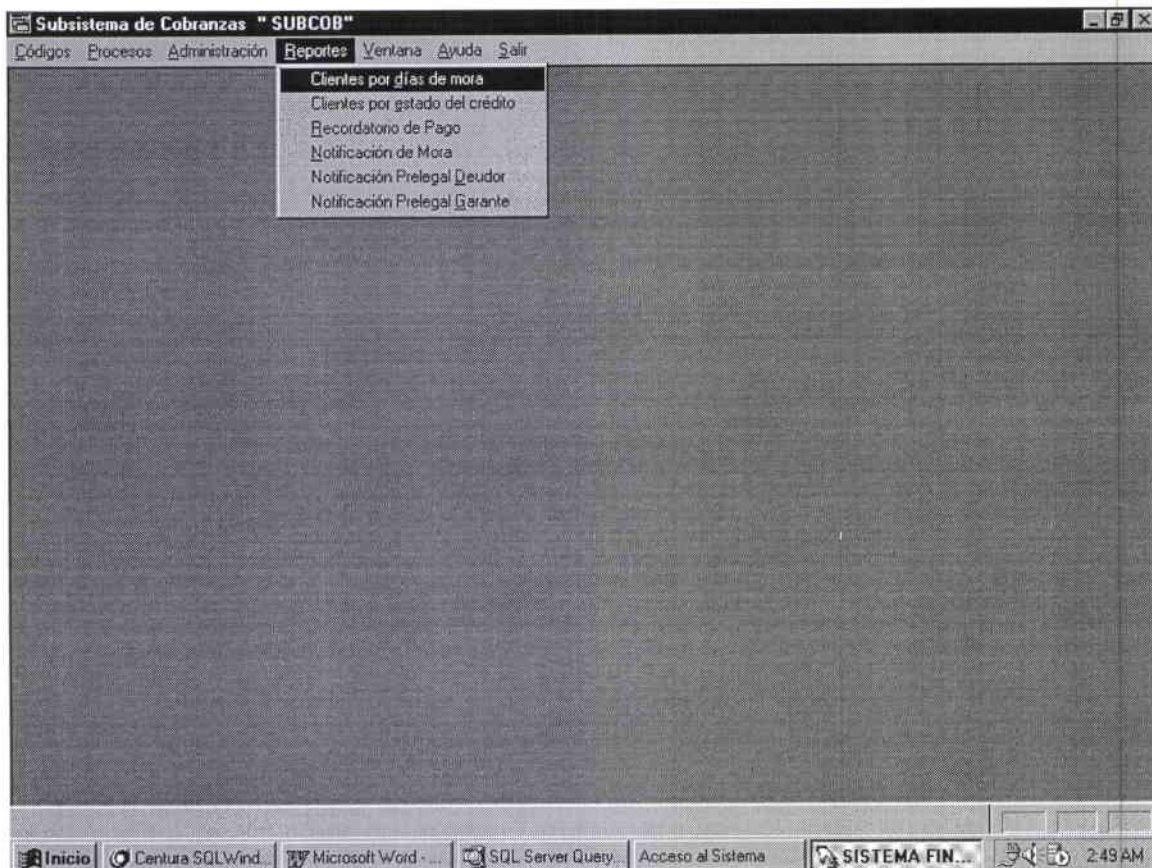 Subsistema de Cobranzas " SUBCOB"
Códigos Procesos Administración Reportes Ventana Ayuda Salir
Clientes por días de mora
Clientes por estado del crédito
Recordatorio de Pago
Notificación de Mora
Notificación Prelegal Deudor
Notificación Prelegal Garante
Inicio Centura SQLWind... Microsoft Word - ... SQL Server Query... Acceso al Sistema SISTEMA FIN... 2:49 AM